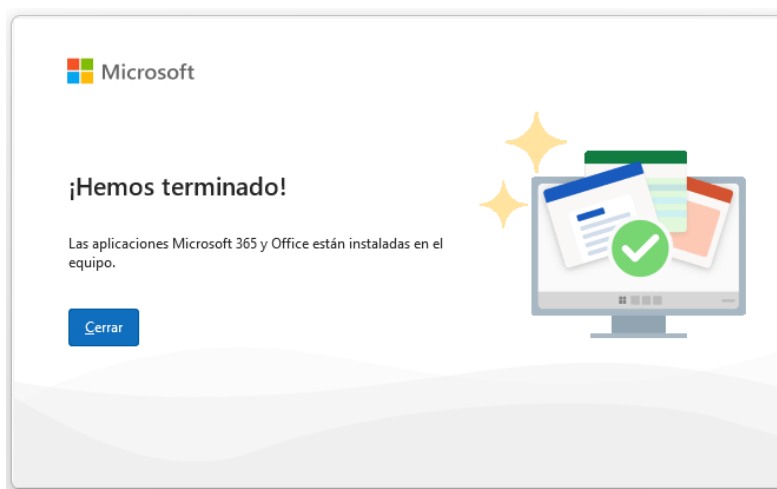 Microsoft
¡Hemos terminado!
Las aplicaciones Microsoft 365 y Office están instaladas en el
equipo.
Cerrar